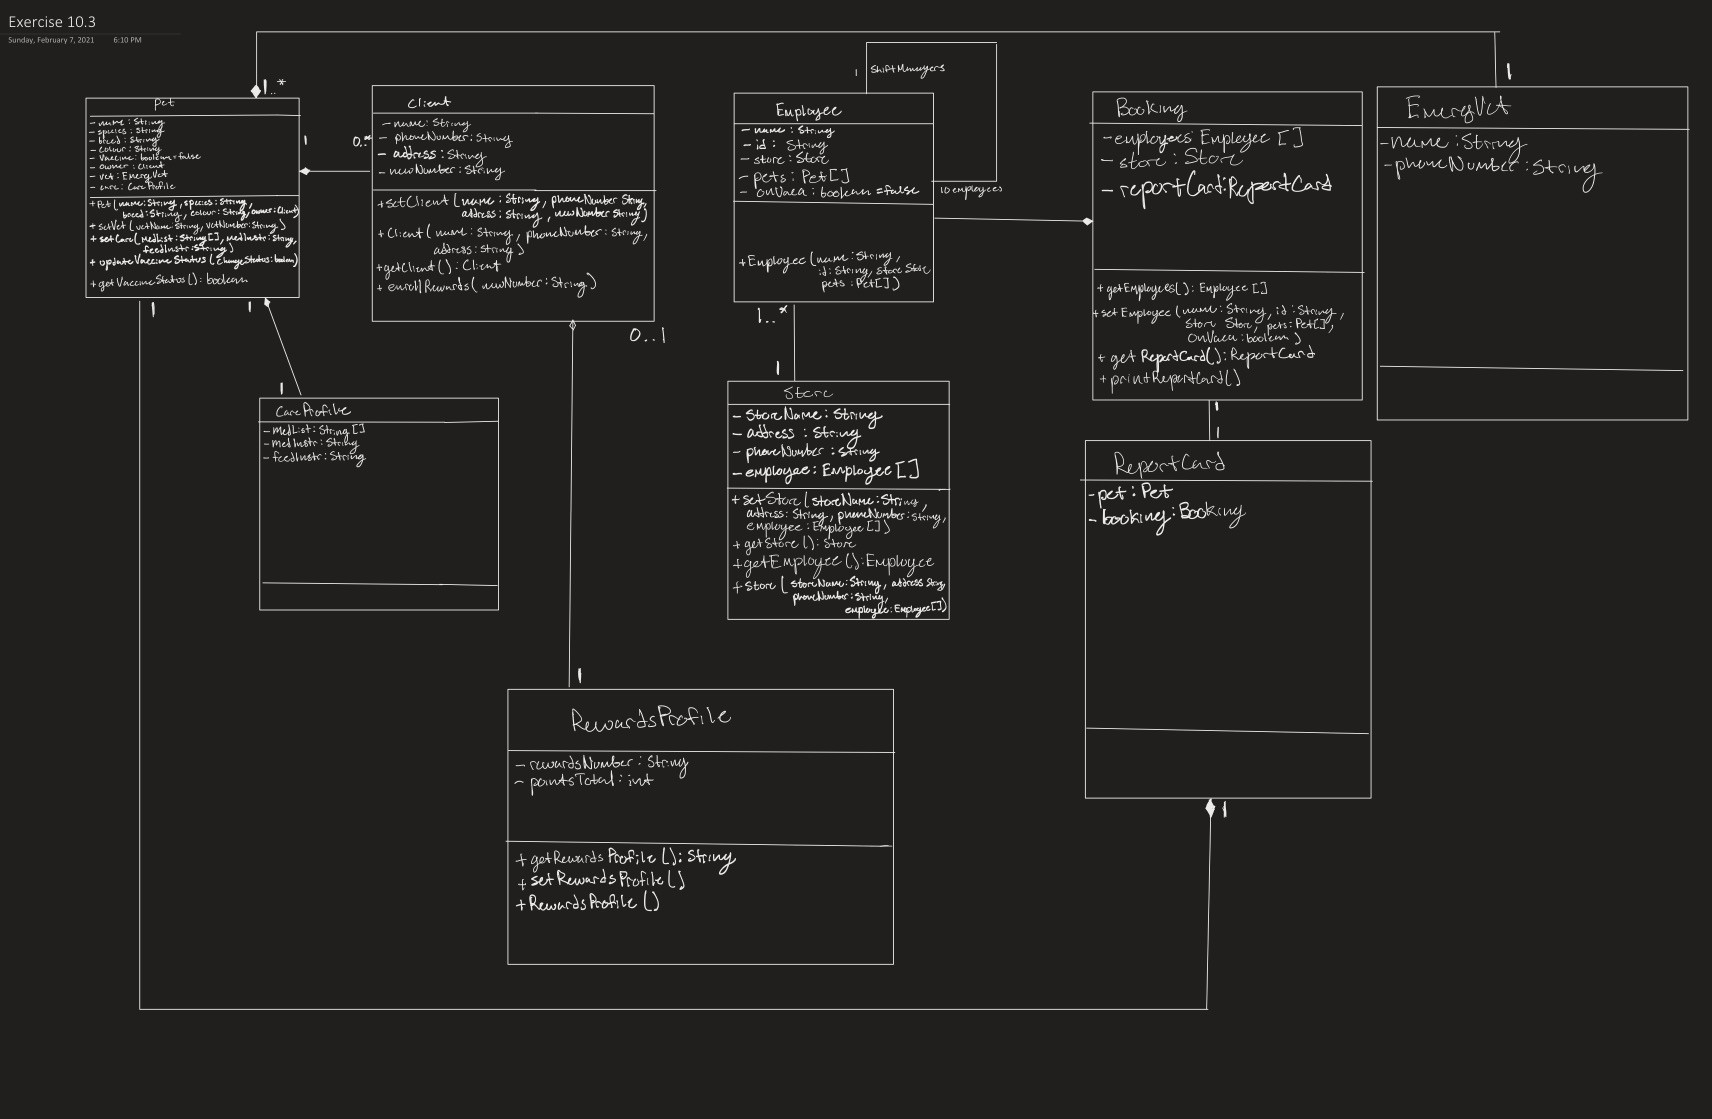 Exercise 10.3
Sunday, February 7, 2021 6:10 PM
1..*
Pet
- name : String
- species : String
- breed : String
- colour : String
- Vaccine : boolean = false
- owner : Client
- vet : EmergVet
- care : CareProfile
+ Pet (name:String, species:String,
breed:String, colour:String, owner:Client)
+ setVet (vetName:String, vetNumber:String)
+ setCare (medList:String[], medInstr:String,
feedInstr:String)
+ updateVaccineStatus (changeStatus:boolean)
+ getVaccineStatus() : boolean
1
0..*
1
1
Client
- name: String
- phoneNumber: String
- address: String
- newNumber: String
+ setClient (name: String, phoneNumber String,
address: String, newNumber String)
+ Client (name: String, phoneNumber: String,
address: String)
+ getClient() : Client
+ enrollRewards (newNumber: String)
0..1
1
CareProfile
- medList: String []
- medInstr: String
- feedInstr: String
1
ShiftManagers
10 employees
Employee
- name : String
- id : String
- store : Store
- pets : Pet []
- onVaca : boolean = false
+ Employee (name: String,
id: String, store Store
pets : Pet[])
1..*
1
Store
- StoreName: String
- address : String
- phoneNumber : String
- employee: Employee []
+ setStore (storeName: String,
address: String, phoneNumber: String,
employee: Employee [])
+ getStore () : Store
+ getEmployee () : Employee
+ Store (storeName: String, address String,
phoneNumber: String,
employee: Employee[])
Booking
- employees: Employee []
- store : Store
- reportCard: ReportCard
+ getEmployees() : Employee []
+ set Employee (name: String, id: String,
Store Store, pets: Pet[],
OnVaca : boolean)
+ get ReportCard() : ReportCard
+ printReportCard()
1
1
ReportCard
- pet : Pet
- booking : Booking
1
1
EmergVet
- name : String
- phoneNumber : String
1
RewardsProfile
- rewardsNumber : String
- pointsTotal : int
+ getRewards Profile () : String
+ setRewardsProfile ()
+ RewardsProfile ()